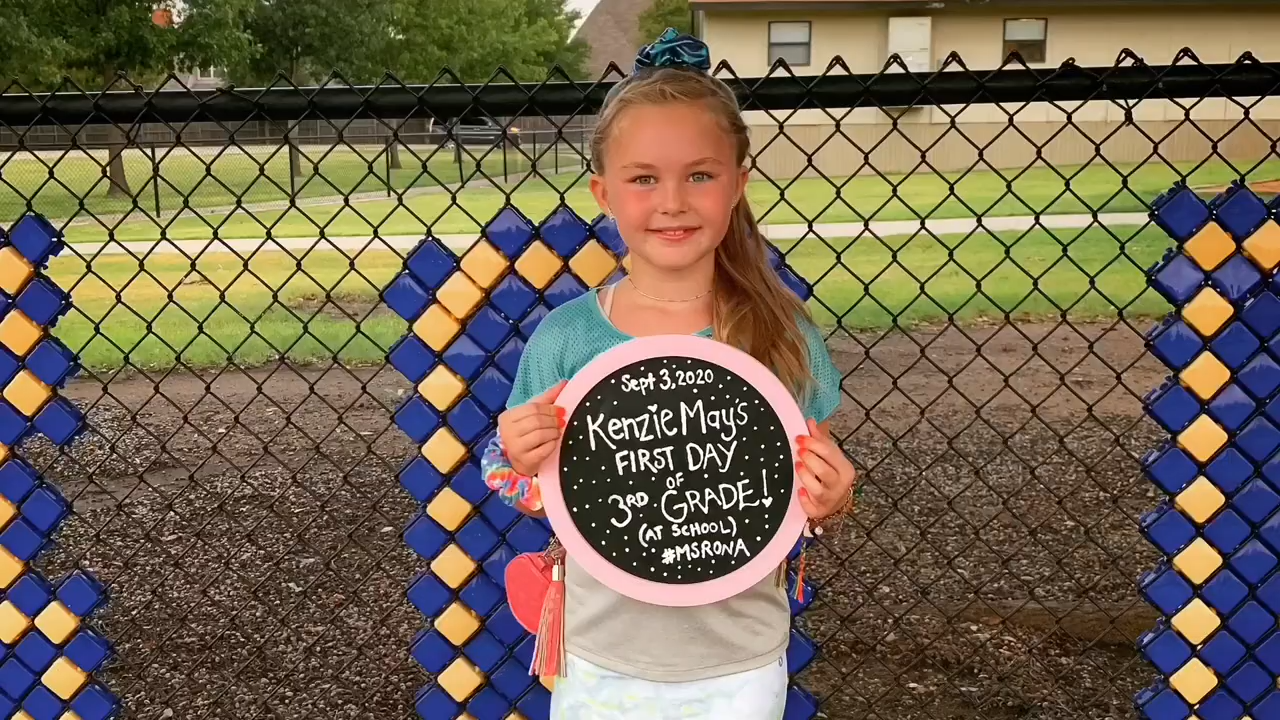 Sept 3, 2020
Kenzie May's
FIRST DAY
OF
3RD GRADE!
(AT SCHOOL)
#MSRONA